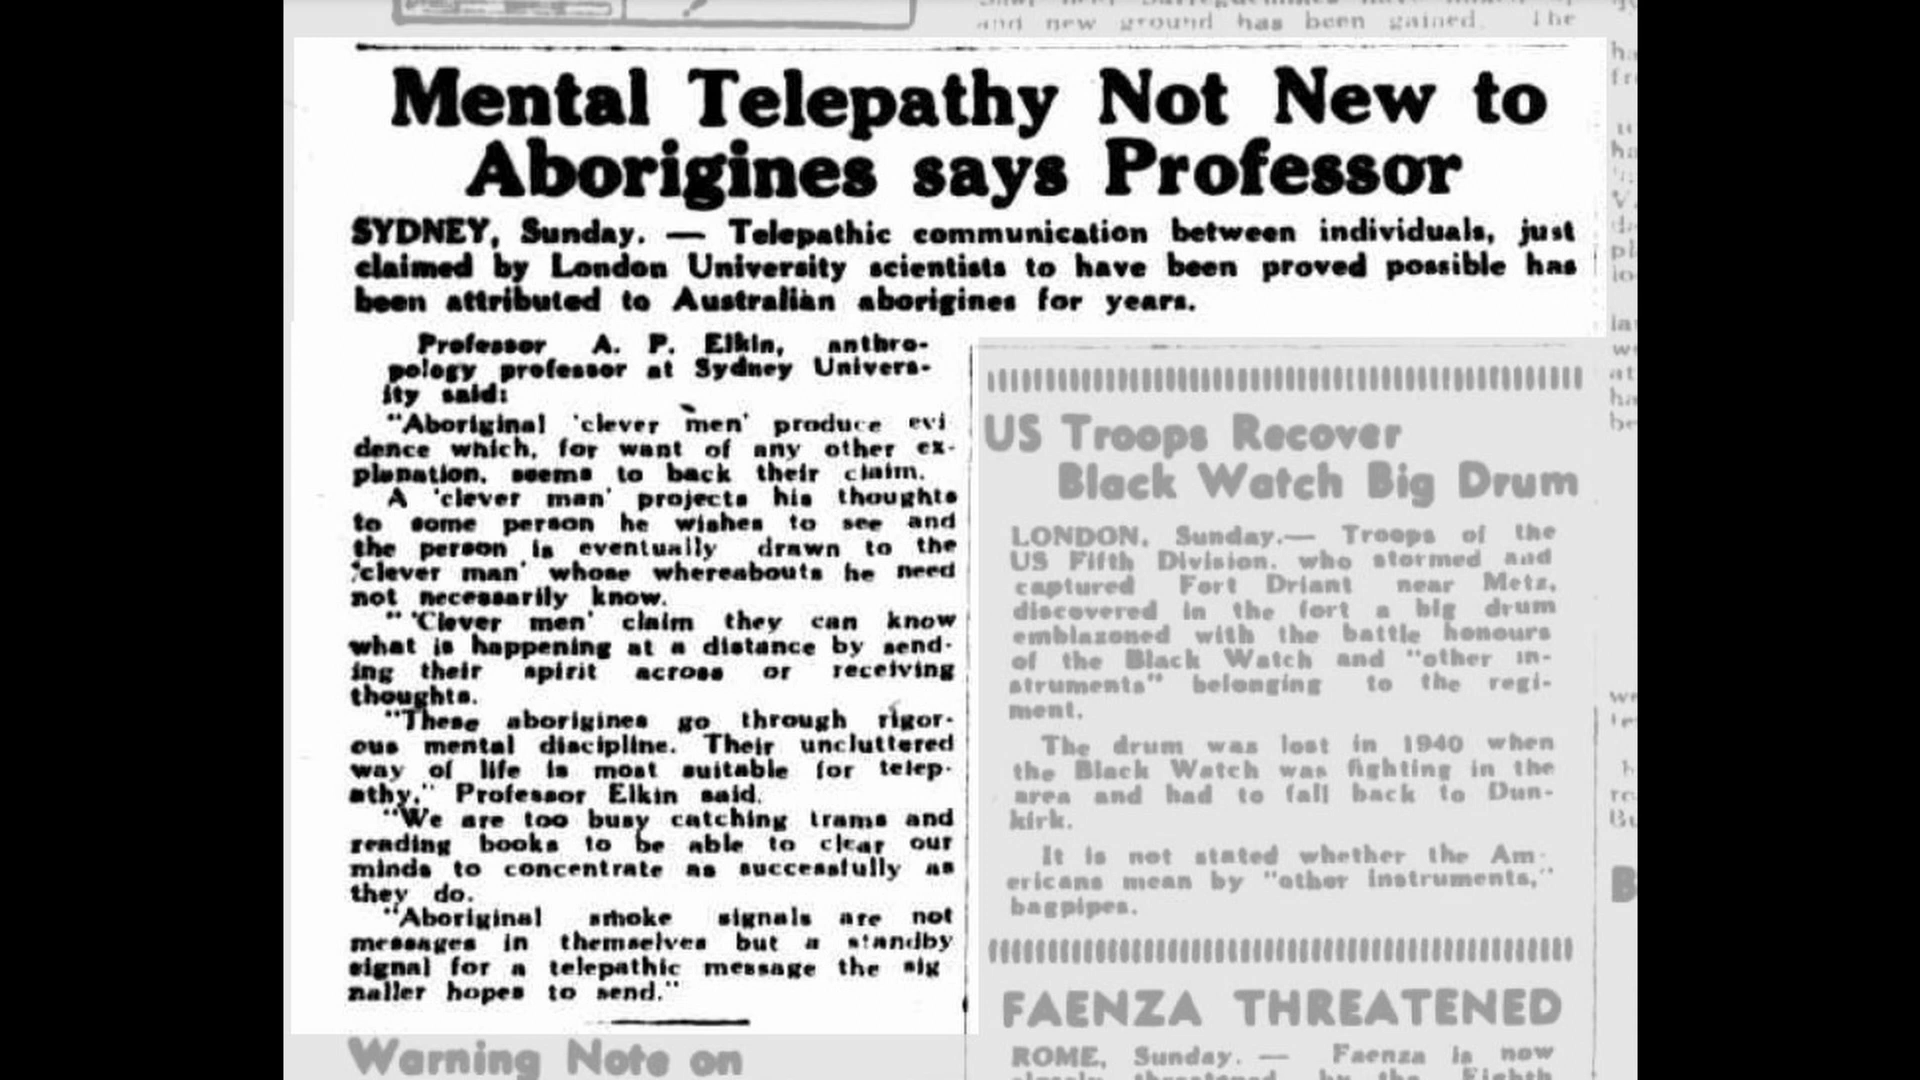 and new ground has been gained. The
Mental Telepathy Not New to
Aborigines says Professor
SYDNEY, Sunday. — Telepathic communication between individuals, just
claimed by London University scientists to have been proved possible has
been attributed to Australian aborigines for years.
Professor A. P. Elkin, anthro-
pology professor at Sydney Univers-
ity said:
"Aboriginal 'clever men' produce evi
dence which, for want of any other ex-
planation, seems to back their claim.
A 'clever man' projects his thoughts
to some person he wishes to see and
the person is eventually drawn to the
'clever man' whose whereabouts he need
not necessarily know.
"'Clever men' claim they can know
what is happening at a distance by send-
ing their spirit across or receiving
thoughts.
"These aborigines go through rigor-
ous mental discipline. Their uncluttered
way of life is most suitable for telep-
athy," Professor Elkin said.
"We are too busy catching trams and
reading books to be able to clear our
minds to concentrate as successfully as
they do.
"Aboriginal smoke signals are not
messages in themselves but a standby
signal for a telepathic message the sig
naller hopes to send."
Warning Note on
US Troops Recover
Black Watch Big Drum
LONDON, Sunday.— Troops of the
US Fifth Division, who stormed and
captured Fort Driant near Metz,
discovered in the fort a big drum
emblazoned with the battle honours
of the Black Watch and "other in-
struments" belonging to the regi-
ment.
The drum was lost in 1940 when
the Black Watch was fighting in the
area and had to fall back to Dun-
kirk.
It is not stated whether the Am-
ericans mean by "other instruments,"
bagpipes.
FAENZA THREATENED
ROME, Sunday. — Faenza is now
closely threatened by the Eighth